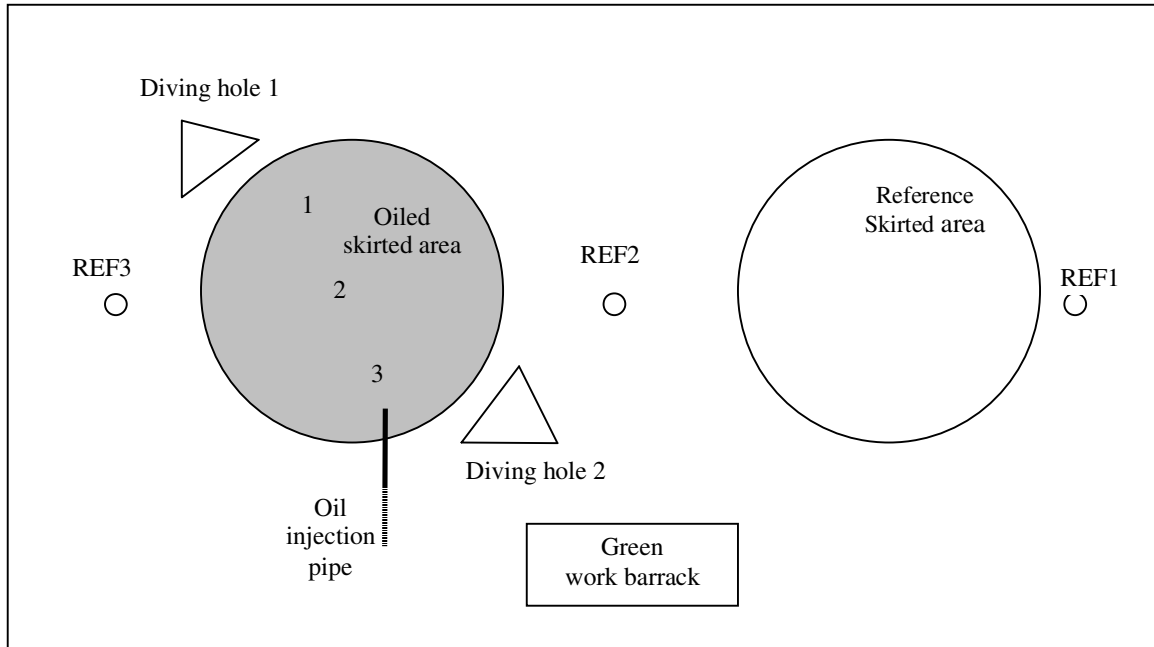 Diving hole 1
1
Oiled
skirted area
Reference
Skirted area
REF3
2
REF2
REF1
3
Diving hole 2
Oil
injection
pipe
Green
work barrack